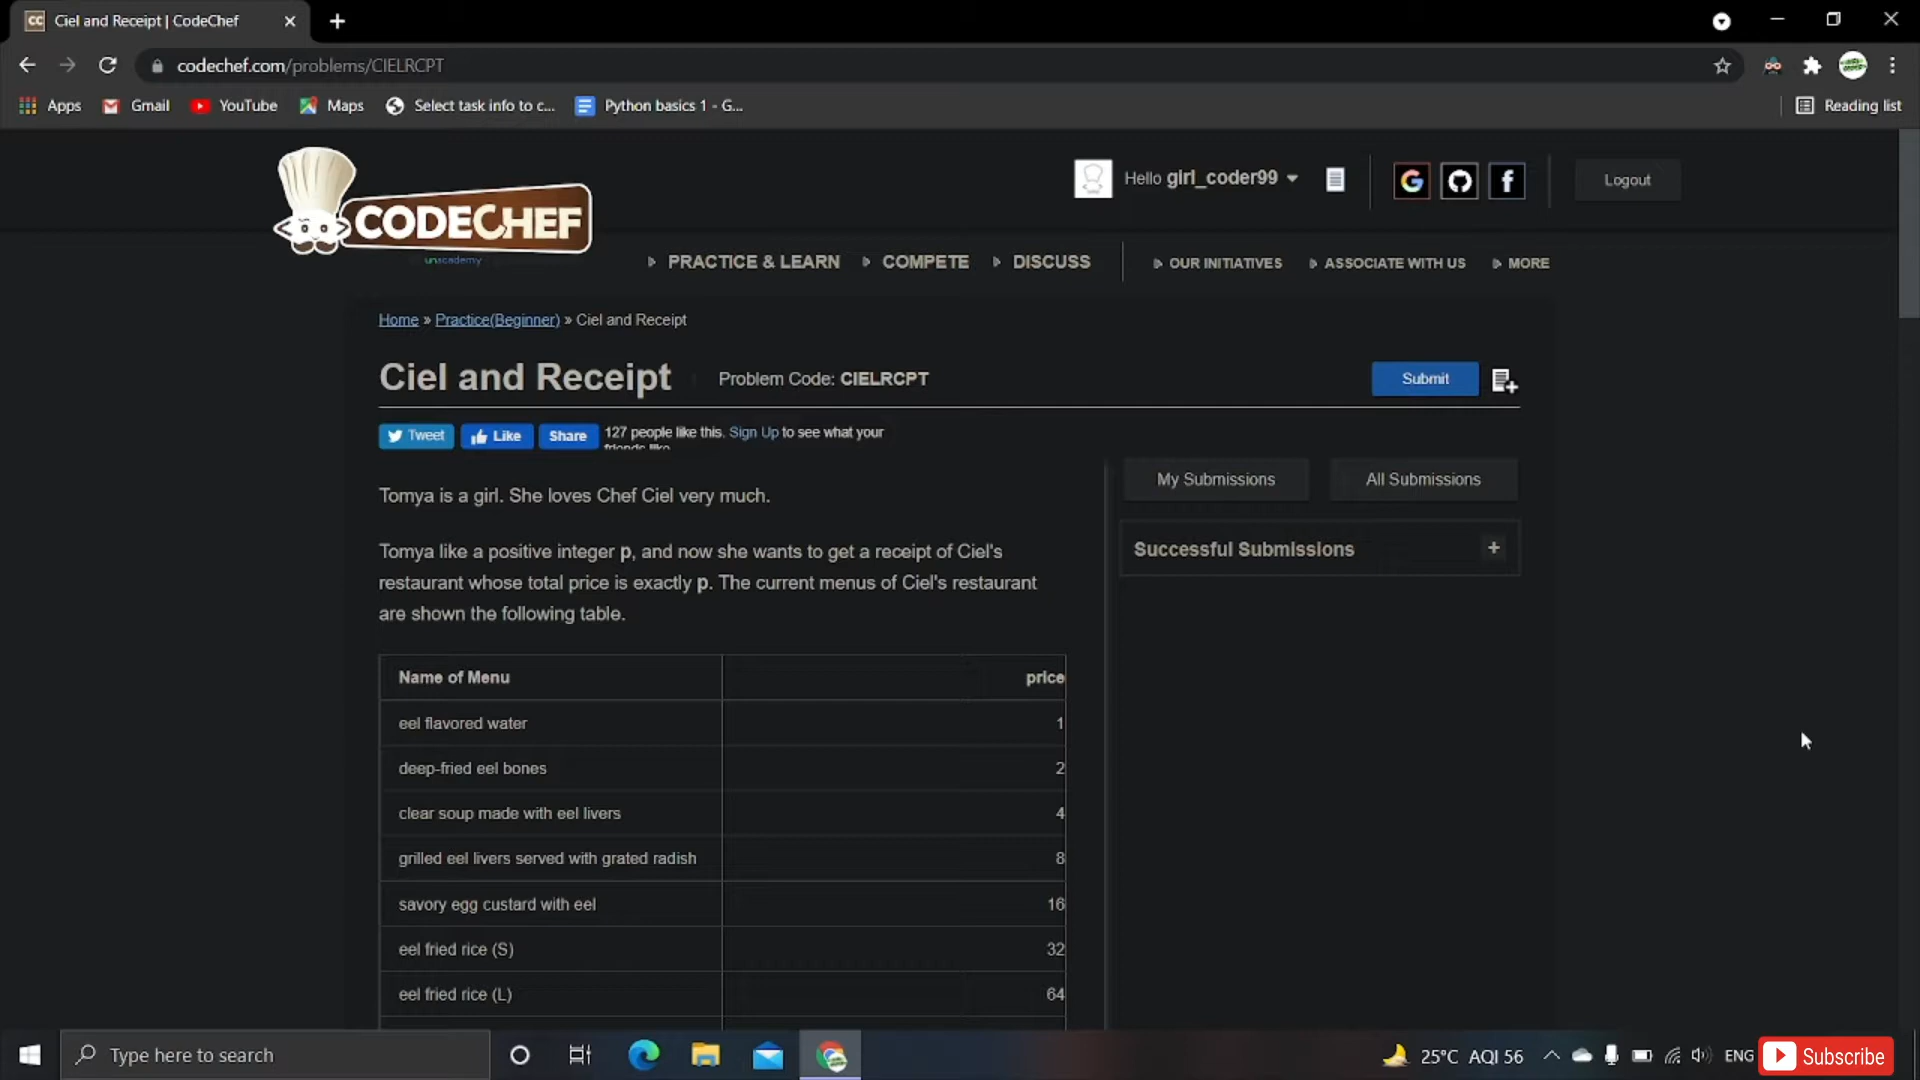 CC Ciel and Receipt | CodeChef
codechef.com/problems/CIELRCPT
Apps Gmail YouTube Maps Select task info to c... Python basics 1 - G... Reading list
CODECHEF
unacademy
Hello girl_coder99
G f Logout
PRACTICE & LEARN COMPETE DISCUSS OUR INITIATIVES ASSOCIATE WITH US MORE
Home » Practice(Beginner) » Ciel and Receipt
Ciel and Receipt Problem Code: CIELRCPT Submit
Tweet Like Share 127 people like this. Sign Up to see what your
friends like.
My Submissions All Submissions
Tomya is a girl. She loves Chef Ciel very much.
Successful Submissions +
Tomya like a positive integer p, and now she wants to get a receipt of Ciel's
restaurant whose total price is exactly p. The current menus of Ciel's restaurant
are shown the following table.
Name of Menu price
eel flavored water 1
deep-fried eel bones 2
clear soup made with eel livers 4
grilled eel livers served with grated radish 8
savory egg custard with eel 16
eel fried rice (S) 32
eel fried rice (L) 64
Type here to search 25°C AQI 56 ENG Subscribe